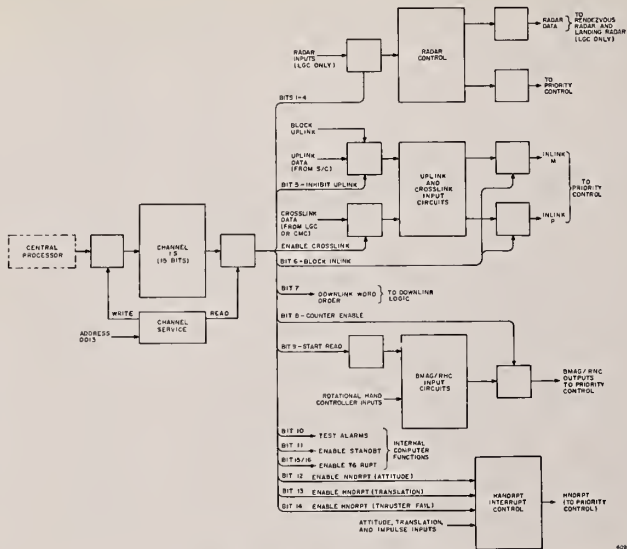 RADAR
INPUTS
(LGC ONLY)
RADAR
CONTROL
RADAR
DATA
TO
RENDEZVOUS
RADAR AND
LANDING RADAR
(LGC ONLY)
TO
PRIORITY
CONTROL
BITS 1-4
BLOCK
UPLINK
UPLINK
DATA
(FROM S/C)
BIT 5-INHIBIT UPLINK
UPLINK
AND
CROSSLINK
INPUT
CIRCUITS
INLINK
M
TO
PRIORITY
CONTROL
INLINK
P
CROSSLINK
DATA
(FROM LGC
OR CMC)
ENABLE CROSSLINK
BIT 6-BLOCK INLINK
CENTRAL
PROCESSOR
CHANNEL
13
(15 BITS)
WRITE
CHANNEL
SERVICE
READ
ADDRESS
0013
BIT 7
DOWNLINK WORD
ORDER
TO DOWNLINK
LOGIC
BIT 8-COUNTER ENABLE
BIT 9-START READ
BMAG/RHC
INPUT
CIRCUITS
ROTATIONAL HAND
CONTROLLER INPUTS
BMAG/RHC
OUTPUTS
TO PRIORITY
CONTROL
BIT 10
TEST ALARMS
BIT 11
ENABLE STANDBY
BIT 15/16
ENABLE T6 RUPT
INTERNAL
COMPUTER
FUNCTIONS
BIT 12 ENABLE HNDRPT (ATTITUDE)
BIT 13 ENABLE HNDRPT (TRANSLATION)
BIT 14 ENABLE HNDRPT (THRUSTER FAIL)
ATTITUDE, TRANSLATION,
AND IMPULSE INPUTS
HANDRPT
INTERRUPT
CONTROL
HNDRPT
(TO PRIORITY
CONTROL)